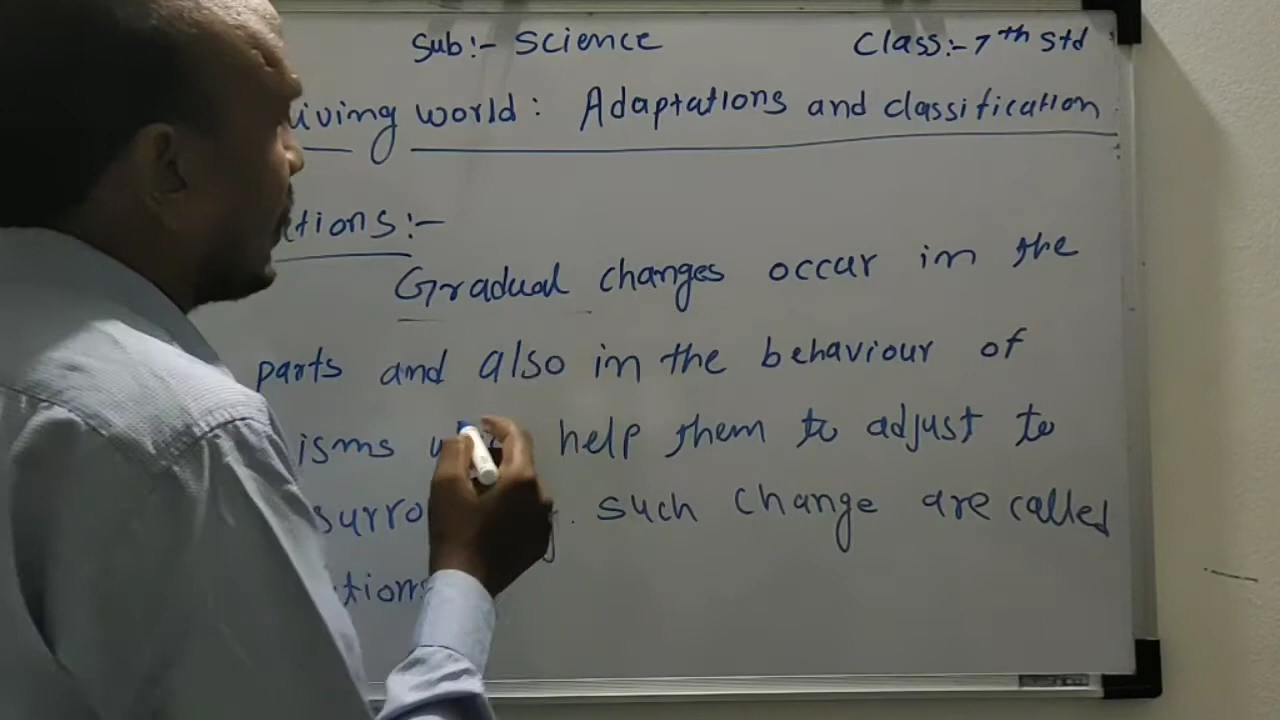 Sub:- Science Class:- 7th Std
iving world: Adaptations and classification
tions:-
Gradual changes occur in the
parts and also in the behaviour of
isms help them to adjust to
surro . such change are called
tions